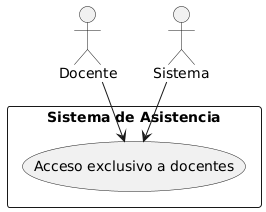 Docente
Sistema
Sistema de Asistencia
Acceso exclusivo a docentes